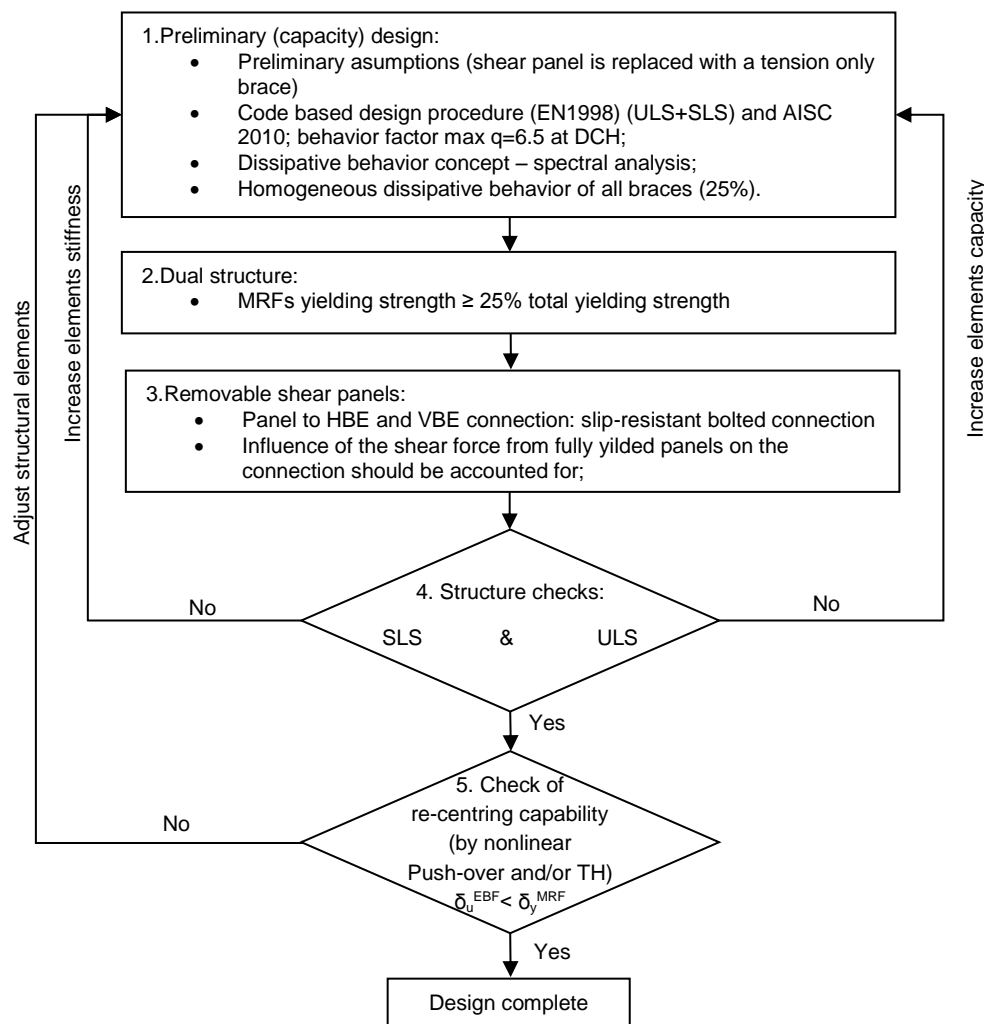 1.Preliminary (capacity) design:
• Preliminary asumptions (shear panel is replaced with a tension only
brace)
• Code based design procedure (EN1998) (ULS+SLS) and AISC
2010; behavior factor max q=6.5 at DCH;
• Dissipative behavior concept – spectral analysis;
• Homogeneous dissipative behavior of all braces (25%).
2.Dual structure:
• MRFs yielding strength ≥ 25% total yielding strength
3.Removable shear panels:
• Panel to HBE and VBE connection: slip-resistant bolted connection
• Influence of the shear force from fully yilded panels on the
connection should be accounted for;
Adjust structural elements
Increase elements stiffness
Increase elements capacity
4. Structure checks:
SLS & ULS
No
No
Yes
5. Check of
re-centring capability
(by nonlinear
Push-over and/or TH)
δᵤᴱᴮᶠ< δᵧᴹᴿᶠ
No
Yes
Design complete